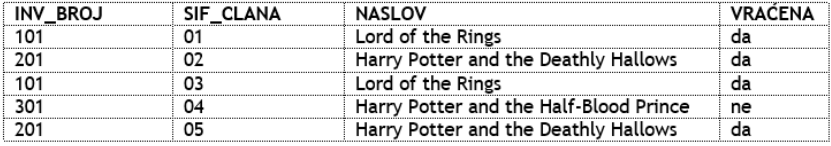 INV_BROJ SIF_CLANA NASLOV VRAĆENA
101 01 Lord of the Rings da
201 02 Harry Potter and the Deathly Hallows da
101 03 Lord of the Rings da
301 04 Harry Potter and the Half-Blood Prince ne
201 05 Harry Potter and the Deathly Hallows da